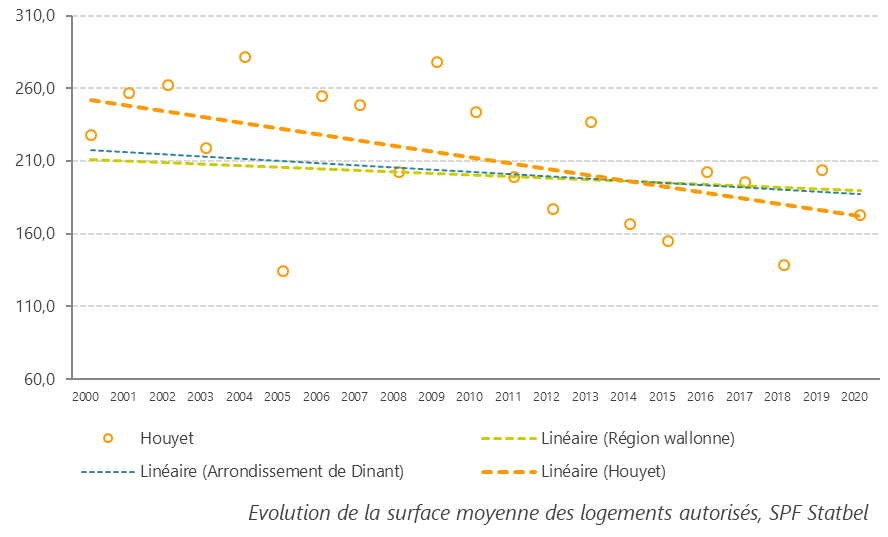 310,0
260,0
210,0
160,0
110,0
60,0
2000 2001 2002 2003 2004 2005 2006 2007 2008 2009 2010 2011 2012 2013 2014 2015 2016 2017 2018 2019 2020
Houyet Linéaire (Région wallonne)
Linéaire (Arrondissement de Dinant) Linéaire (Houyet)
Evolution de la surface moyenne des logements autorisés, SPF Statbel